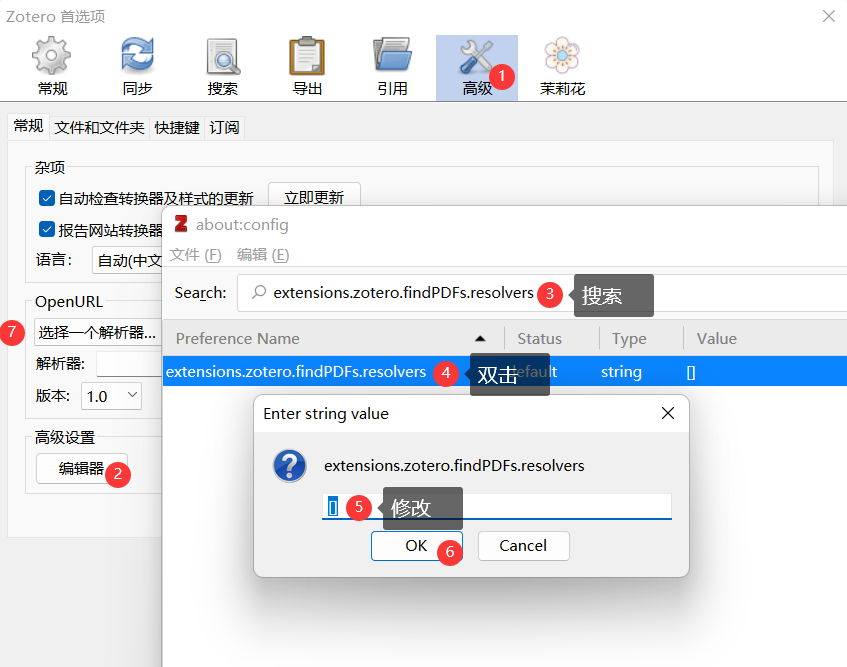 Zotero 首选项
常规 同步 搜索 导出 引用 高级 1 茉莉花
常规 文件和文件夹 快捷键 订阅
杂项
自动检查转换器及样式的更新 立即更新
报告网站转换器
语言： 自动(中文
about:config
文件 (F) 编辑 (E)
Search: extensions.zotero.findPDFs.resolvers 3 搜索
Preference Name Status Type Value
extensions.zotero.findPDFs.resolvers 4 双击 efault string []
OpenURL
7 选择一个解析器...
解析器:
版本: 1.0
高级设置
编辑器 2
Enter string value
extensions.zotero.findPDFs.resolvers
[] 5 修改
OK 6 Cancel